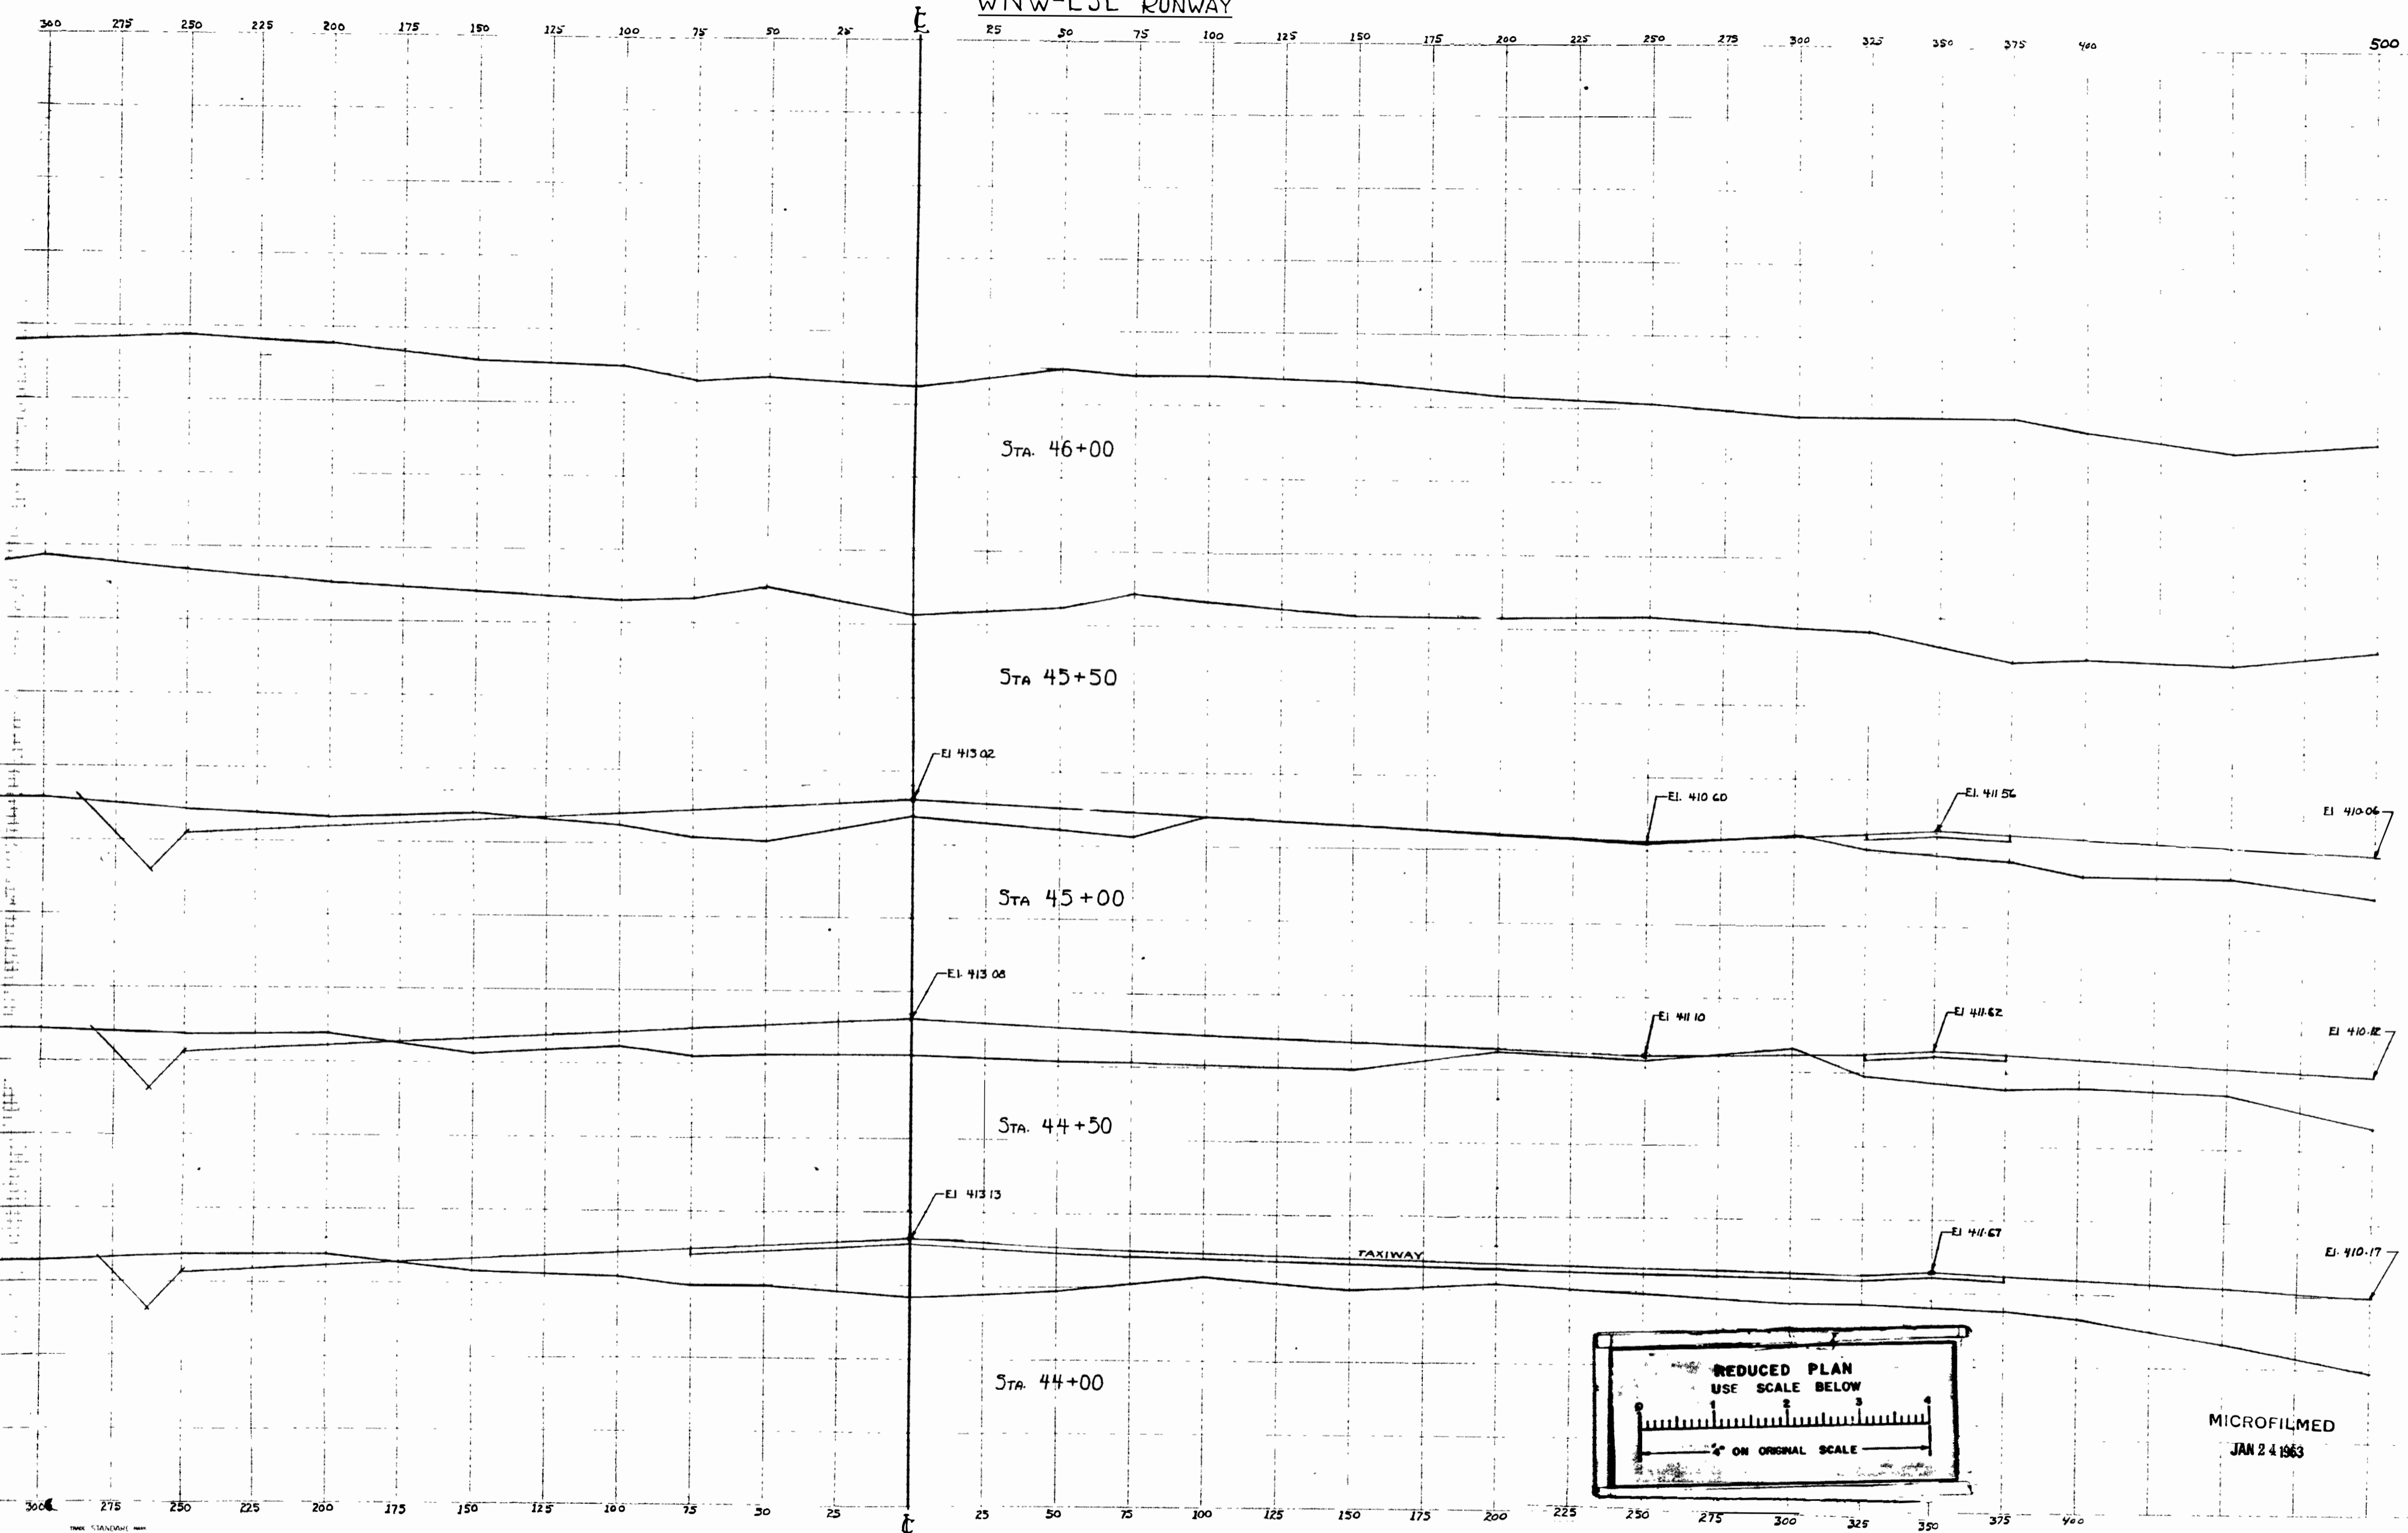 WNW-ESE RUNWAY
300 275 250 225 200 175 150 125 100 75 50 25 ℄ 25 50 75 100 125 150 175 200 225 250 275 300 325 350 375 400 500
STA. 46+00
STA 45+50
El 413 02
El. 410 60
El. 411 56
El 410.06
STA 45+00
El. 413 08
El 411 10
El 411.62
El 410.12
STA. 44+50
El 413 13
TAXIWAY
El 411.67
El. 410.17
STA. 44+00
REDUCED PLAN
USE SCALE BELOW
0 1 2 3 4
4" ON ORIGINAL SCALE
MICROFILMED
JAN 24 1963
300 275 250 225 200 175 150 125 100 75 50 25 ℄ 25 50 75 100 125 150 175 200 225 250 275 300 325 350 375 400